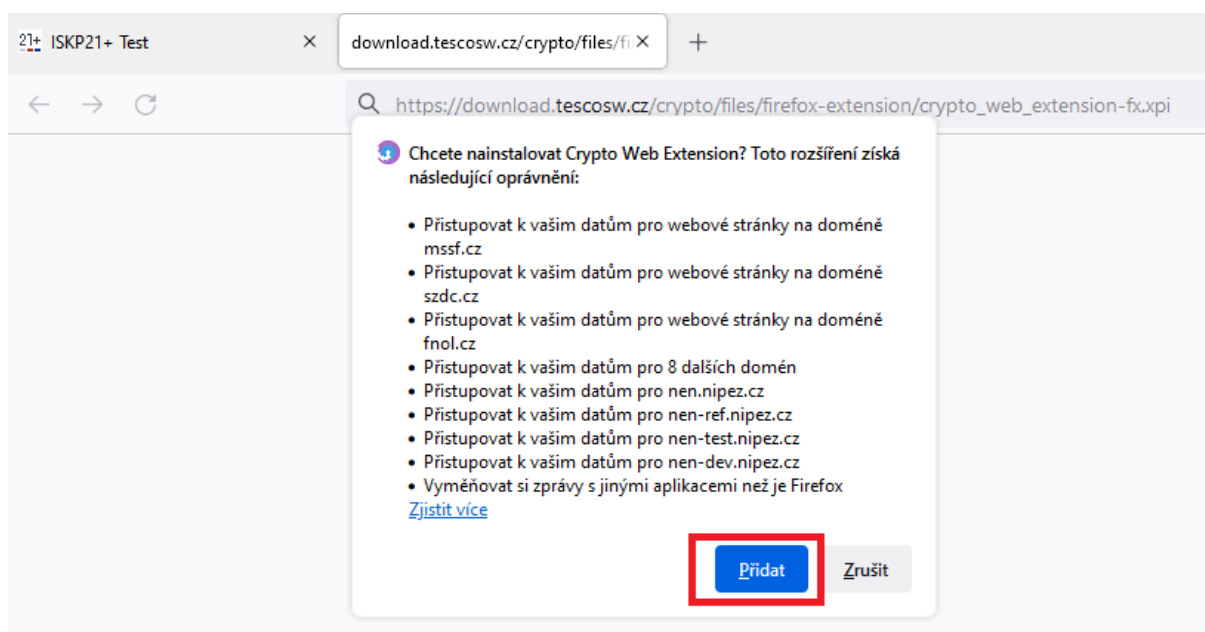 21+ ISKP21+ Test
download.tescosw.cz/crypto/files/fi
https://download.tescosw.cz/crypto/files/firefox-extension/crypto_web_extension-fx.xpi
Chcete nainstalovat Crypto Web Extension? Toto rozšíření získá
následující oprávnění:
• Přistupovat k vašim datům pro webové stránky na doméně
mssf.cz
• Přistupovat k vašim datům pro webové stránky na doméně
szdc.cz
• Přistupovat k vašim datům pro webové stránky na doméně
fnol.cz
• Přistupovat k vašim datům pro 8 dalších domén
• Přistupovat k vašim datům pro nen.nipez.cz
• Přistupovat k vašim datům pro nen-ref.nipez.cz
• Přistupovat k vašim datům pro nen-test.nipez.cz
• Přistupovat k vašim datům pro nen-dev.nipez.cz
• Vyměňovat si zprávy s jinými aplikacemi než je Firefox
Zjistit více
Přidat
Zrušit